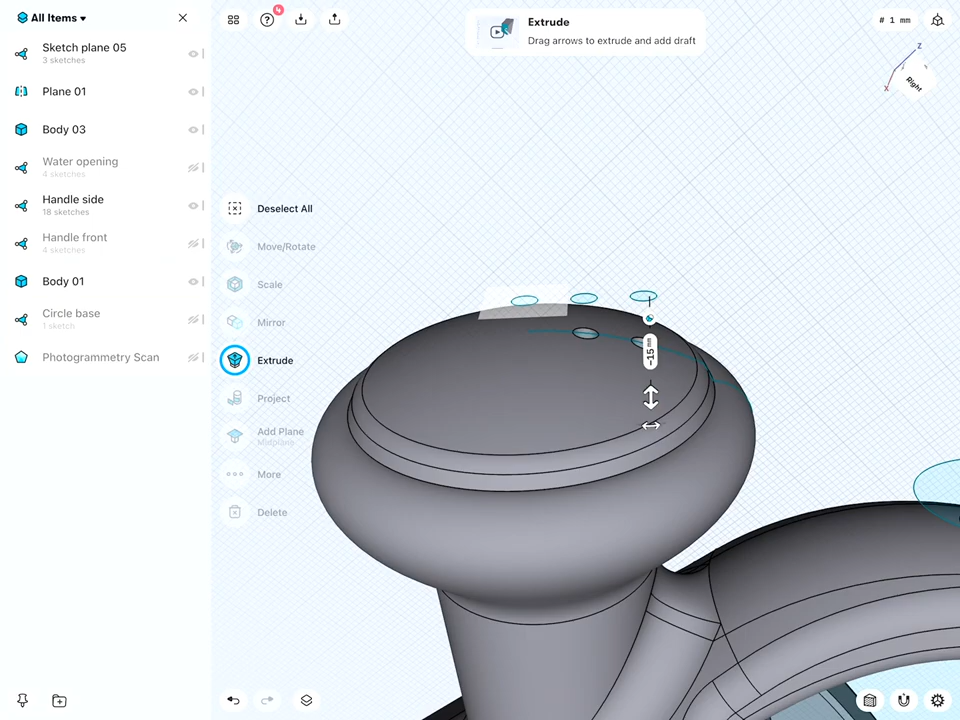 All Items
4
Extrude
Drag arrows to extrude and add draft
# 1 mm
Z
X
Right
Sketch plane 05
3 sketches
Plane 01
Body 03
Water opening
4 sketches
Handle side
18 sketches
Handle front
4 sketches
Body 01
Circle base
1 sketch
Photogrammetry Scan
Deselect All
Move/Rotate
Scale
Mirror
Extrude
Project
Add Plane
Midplane
More
Delete
-15 mm